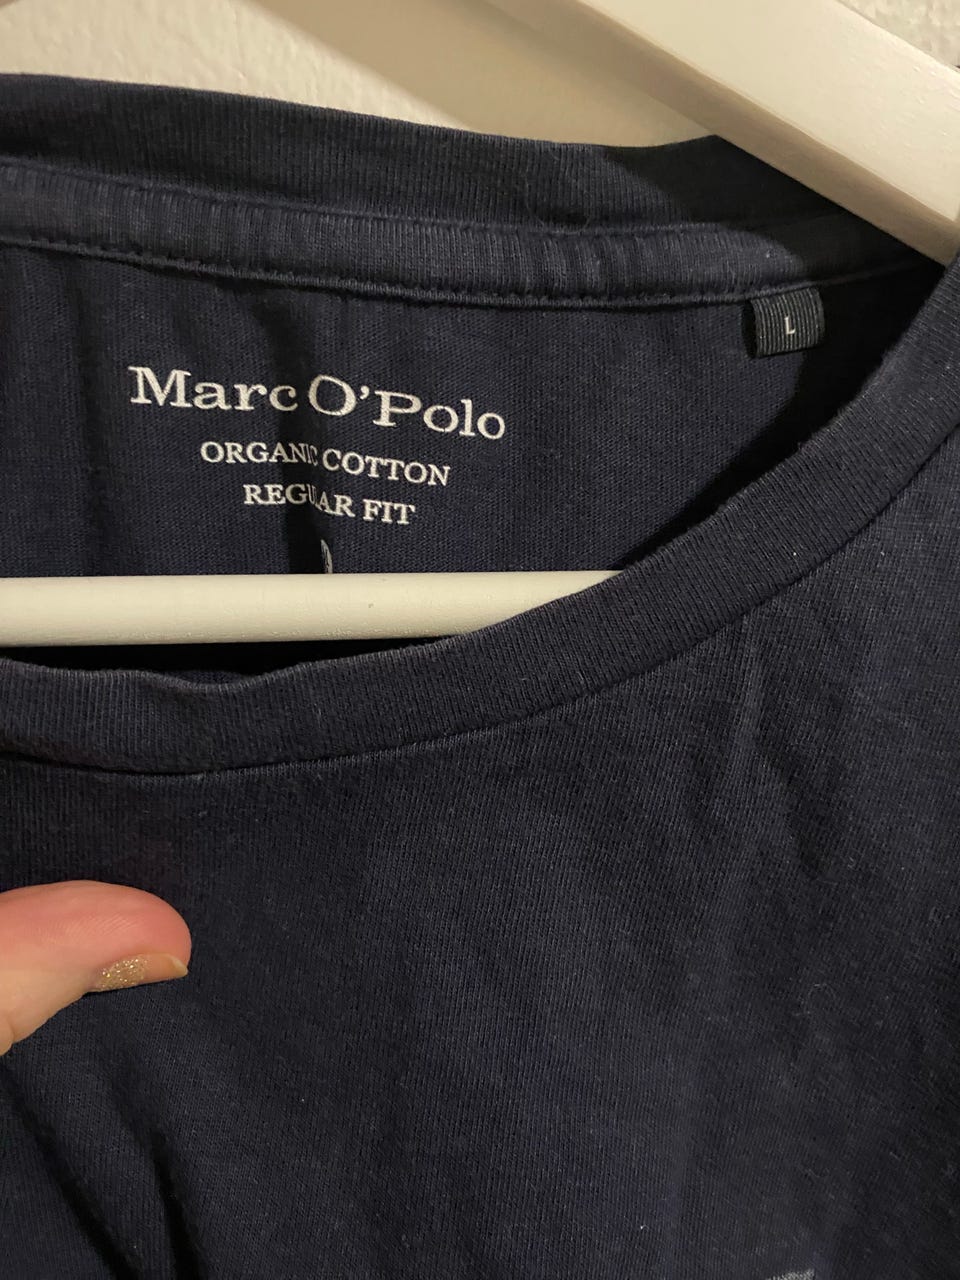 L
Marc O'Polo
ORGANIC COTTON
REGULAR FIT